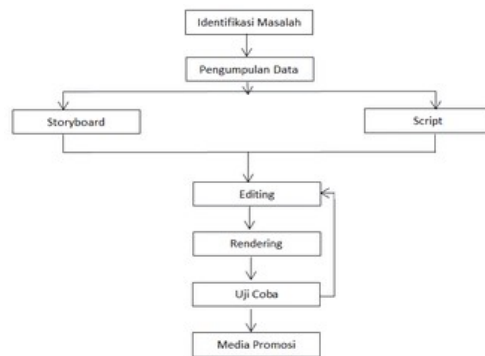 Identifikasi Masalah
Pengumpulan Data
Storyboard
Script
Editing
Rendering
Uji Coba
Media Promosi